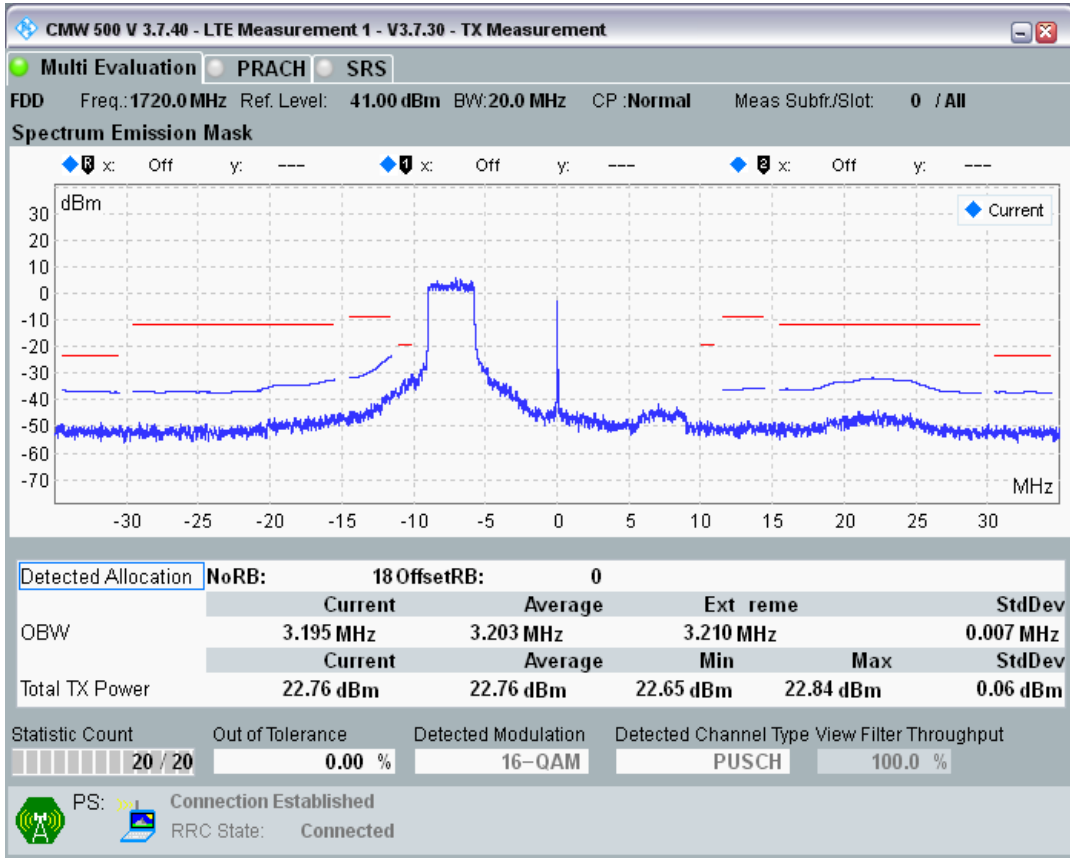 CMW 500 V 3.7.40 - LTE Measurement 1 - V3.7.30 - TX Measurement
Multi Evaluation PRACH SRS
FDD Freq.:1720.0 MHz Ref. Level: 41.00 dBm BW:20.0 MHz CP :Normal Meas Subfr./Slot: 0 / All
Spectrum Emission Mask
R x: Off y: --- 1 x: Off y: --- 2 x: Off y: ---
dBm
Current
30
20
10
0
-10
-20
-30
-40
-50
-60
-70
MHz
-30 -25 -20 -15 -10 -5 0 5 10 15 20 25 30
Detected Allocation NoRB: 18 OffsetRB: 0
Current Average Ext reme StdDev
OBW 3.195 MHz 3.203 MHz 3.210 MHz 0.007 MHz
Current Average Min Max StdDev
Total TX Power 22.76 dBm 22.76 dBm 22.65 dBm 22.84 dBm 0.06 dBm
Statistic Count Out of Tolerance Detected Modulation Detected Channel Type View Filter Throughput
20 / 20 0.00 % 16-QAM PUSCH 100.0 %
PS: Connection Established
RRC State: Connected